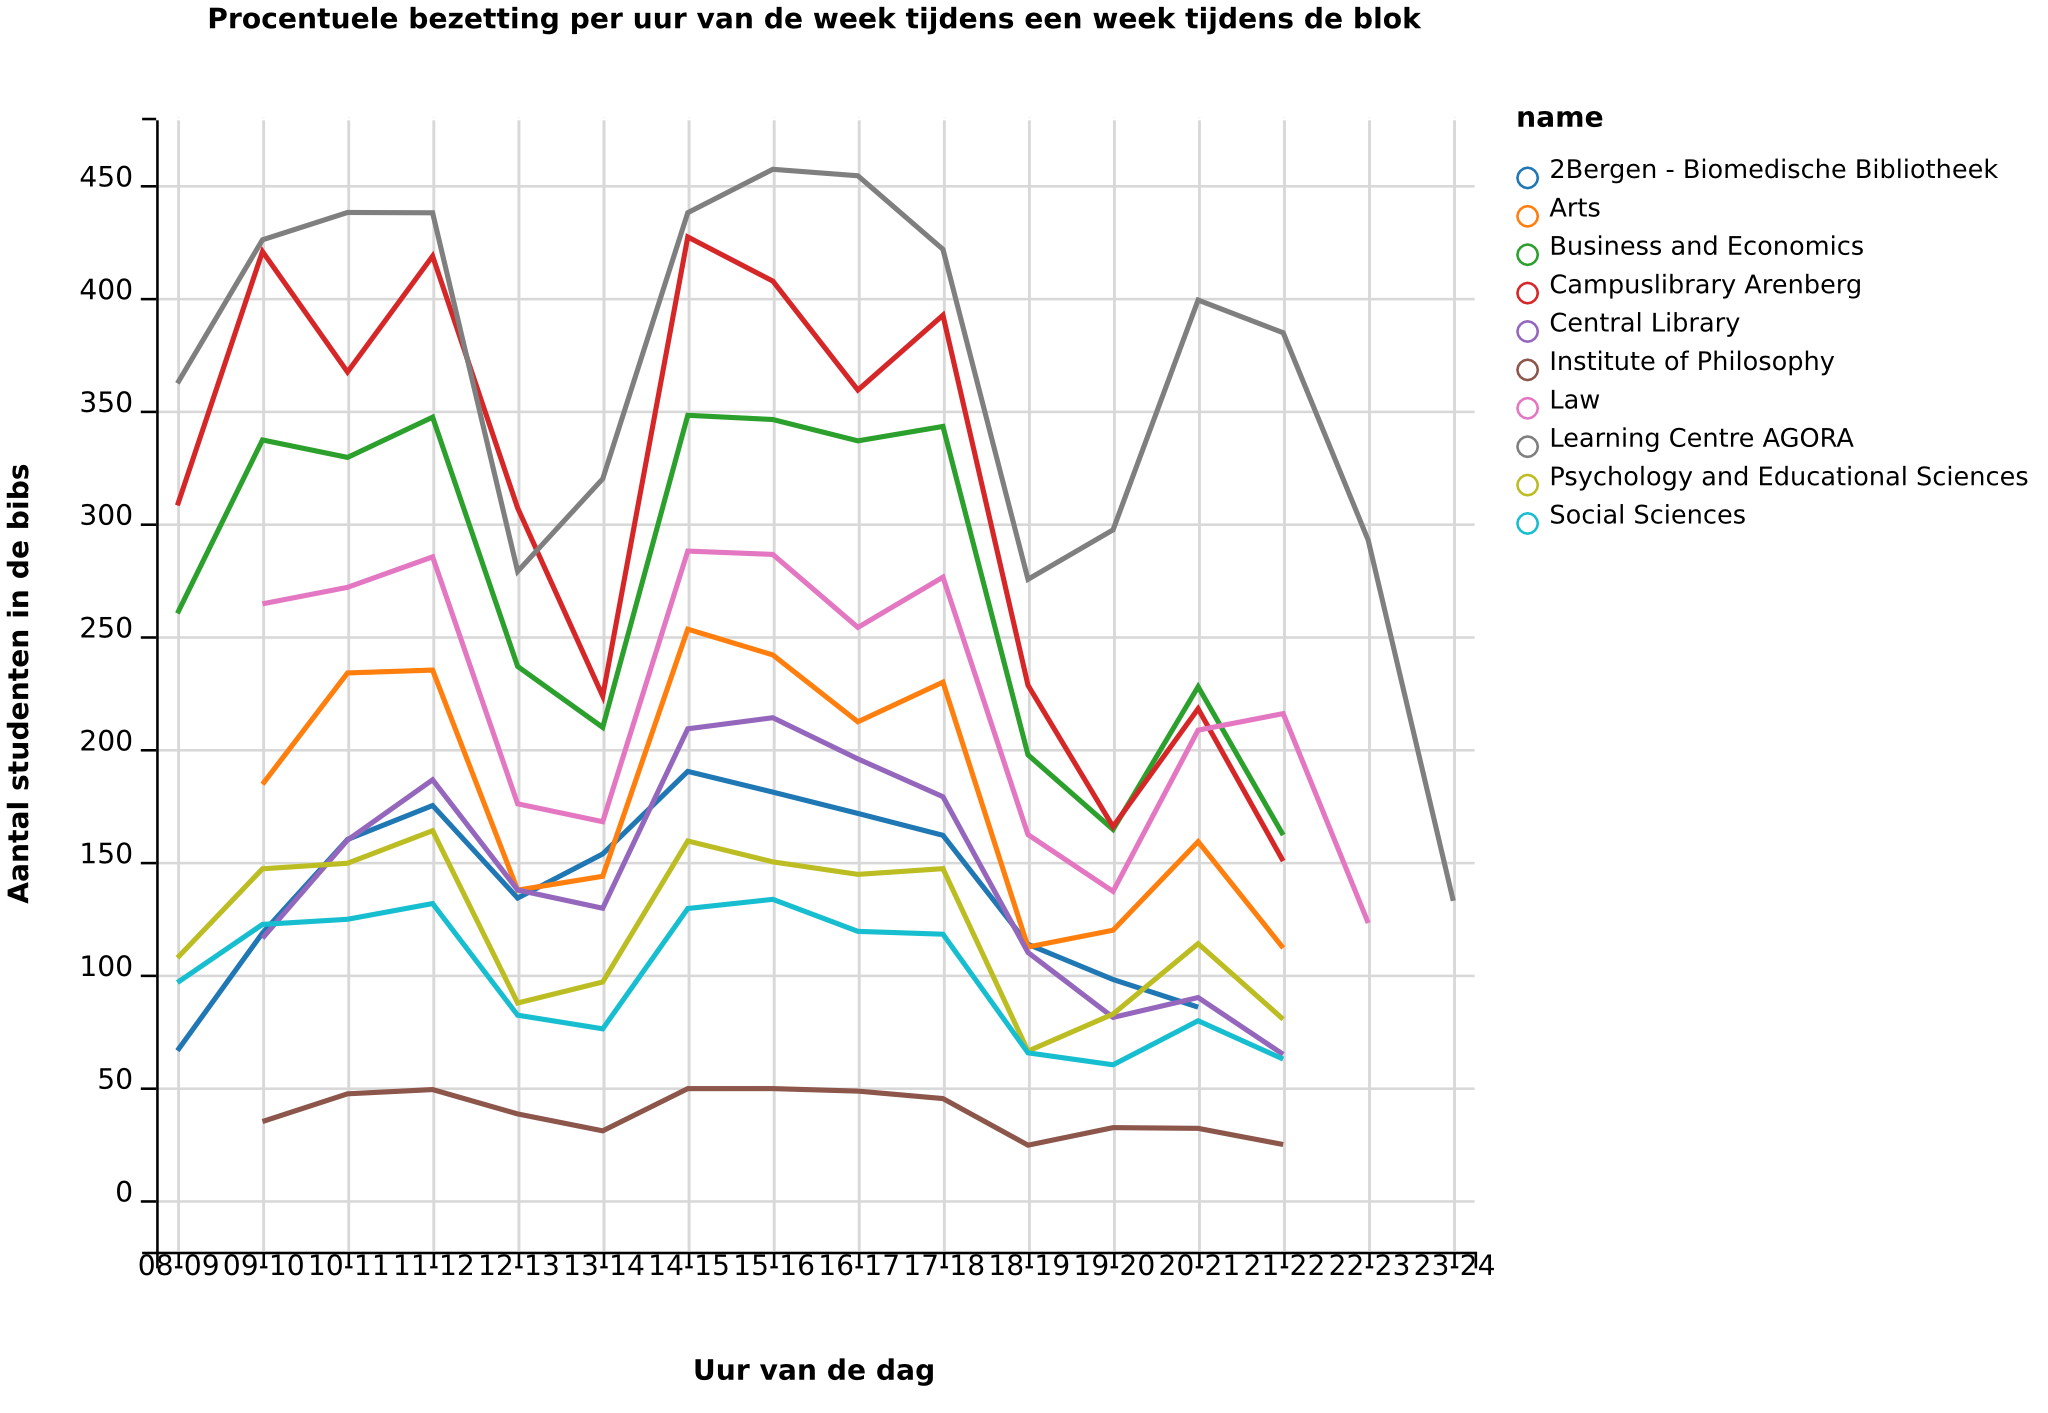 Procentuele bezetting per uur van de week tijdens een week tijdens de blok
name
2Bergen - Biomedische Bibliotheek
Arts
Business and Economics
Campuslibrary Arenberg
Central Library
Institute of Philosophy
Law
Learning Centre AGORA
Psychology and Educational Sciences
Social Sciences
Aantal studenten in de bibs
450
400
350
300
250
200
150
100
50
0
08-09 09-10 10-11 11-12 12-13 13-14 14-15 15-16 16-17 17-18 18-19 19-20 20-21 21-22 22-23 23-24
Uur van de dag